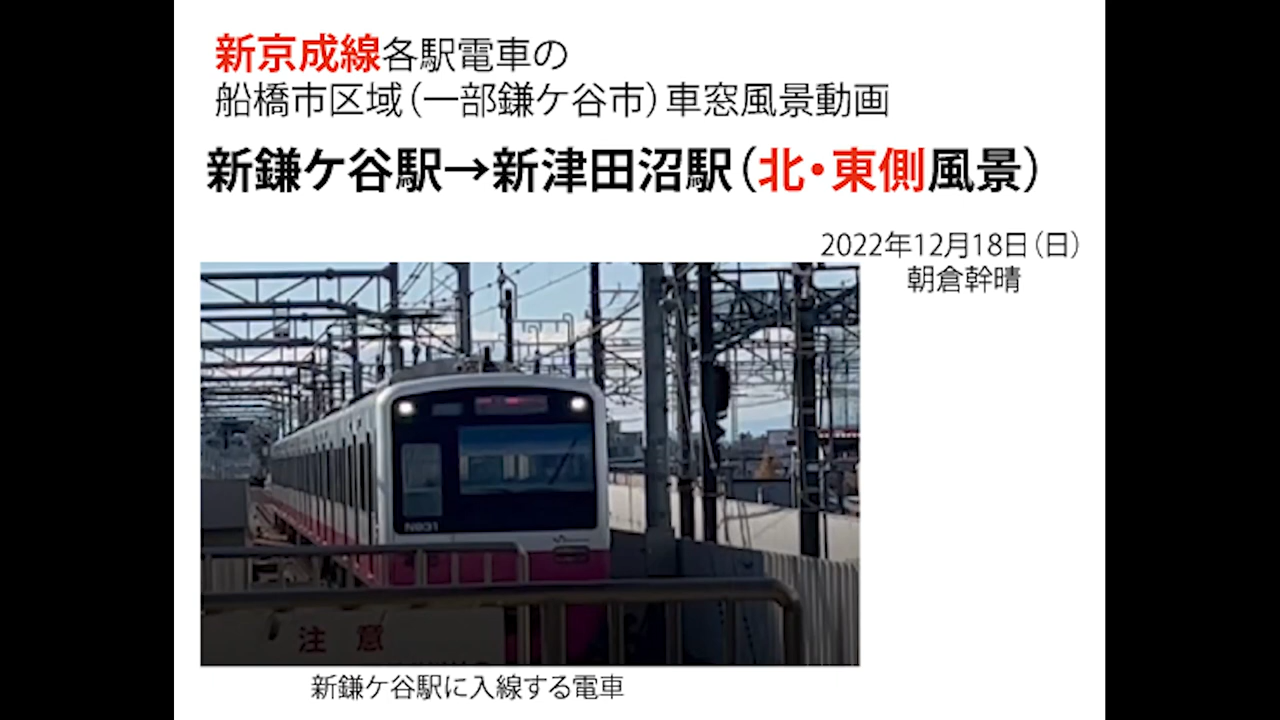 新京成線各駅電車の
船橋市区域(一部鎌ケ谷市)車窓風景動画
新鎌ケ谷駅→新津田沼駅(北・東側風景)
2022年12月18日(日)
朝倉幹晴
N831
注 意
新鎌ケ谷駅に入線する電車